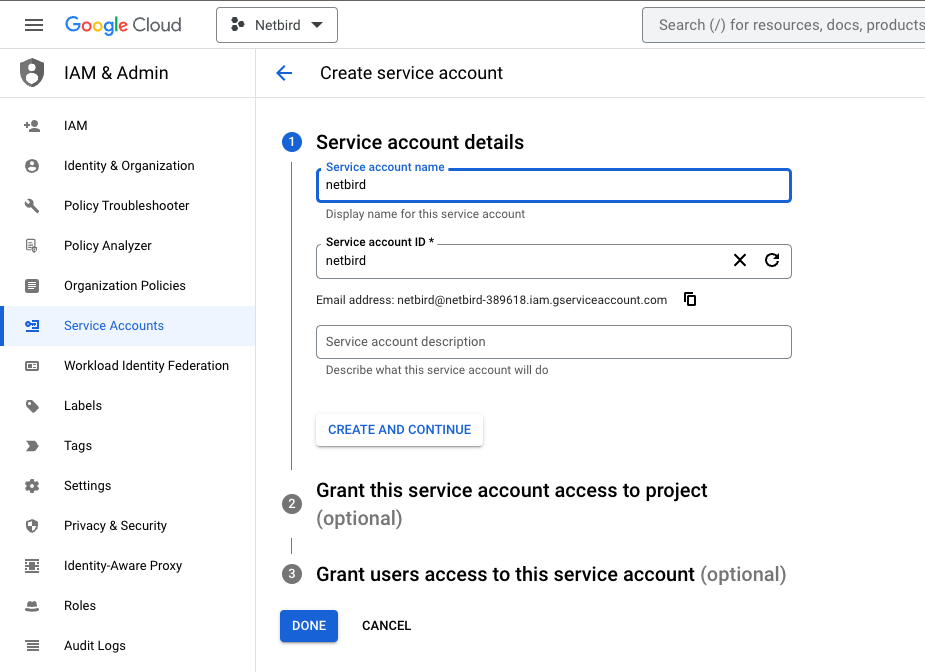 Google Cloud
Netbird
Search (/) for resources, docs, products
IAM & Admin
Create service account
IAM
Identity & Organization
Policy Troubleshooter
Policy Analyzer
Organization Policies
Service Accounts
Workload Identity Federation
Labels
Tags
Settings
Privacy & Security
Identity-Aware Proxy
Roles
Audit Logs
1
Service account details
Service account name
netbird
Display name for this service account
Service account ID *
netbird
Email address: netbird@netbird-389618.iam.gserviceaccount.com
Service account description
Describe what this service account will do
CREATE AND CONTINUE
2
Grant this service account access to project
(optional)
3
Grant users access to this service account (optional)
DONE
CANCEL